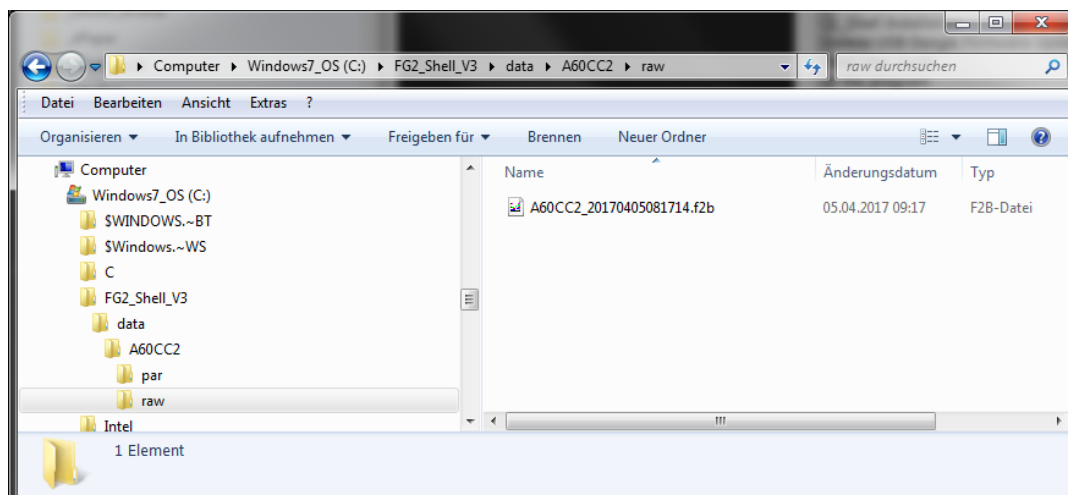 Computer ▸ Windows7_OS (C:) ▸ FG2_Shell_V3 ▸ data ▸ A60CC2 ▸ raw
raw durchsuchen
Datei Bearbeiten Ansicht Extras ?
Organisieren In Bibliothek aufnehmen Freigeben für Brennen Neuer Ordner
Computer
Windows7_OS (C:)
$WINDOWS.~BT
$Windows.~WS
C
FG2_Shell_V3
data
A60CC2
par
raw
Intel
Name Änderungsdatum Typ
A60CC2_20170405081714.f2b 05.04.2017 09:17 F2B-Datei
1 Element